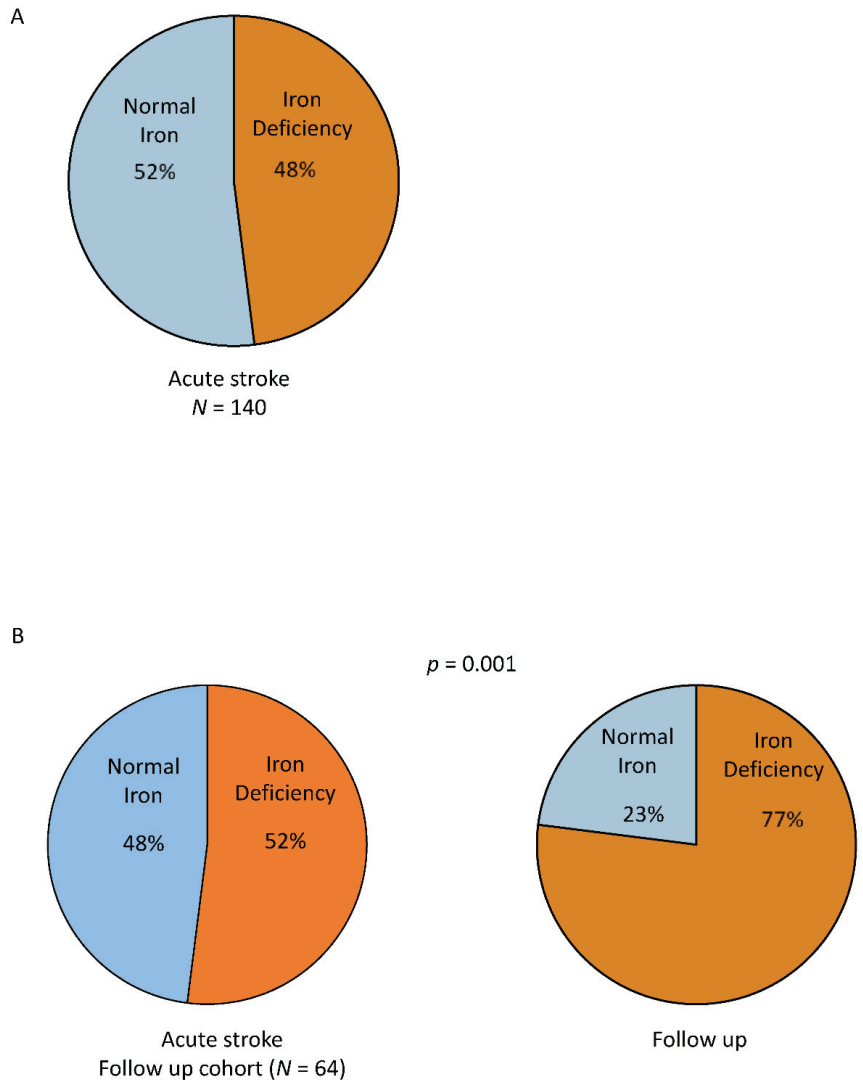 A
Normal
Iron
52%
Iron
Deficiency
48%
Acute stroke
N = 140
B
p = 0.001
Normal
Iron
48%
Iron
Deficiency
52%
Acute stroke
Follow up cohort (N = 64)
Normal
Iron
23%
Iron
Deficiency
77%
Follow up